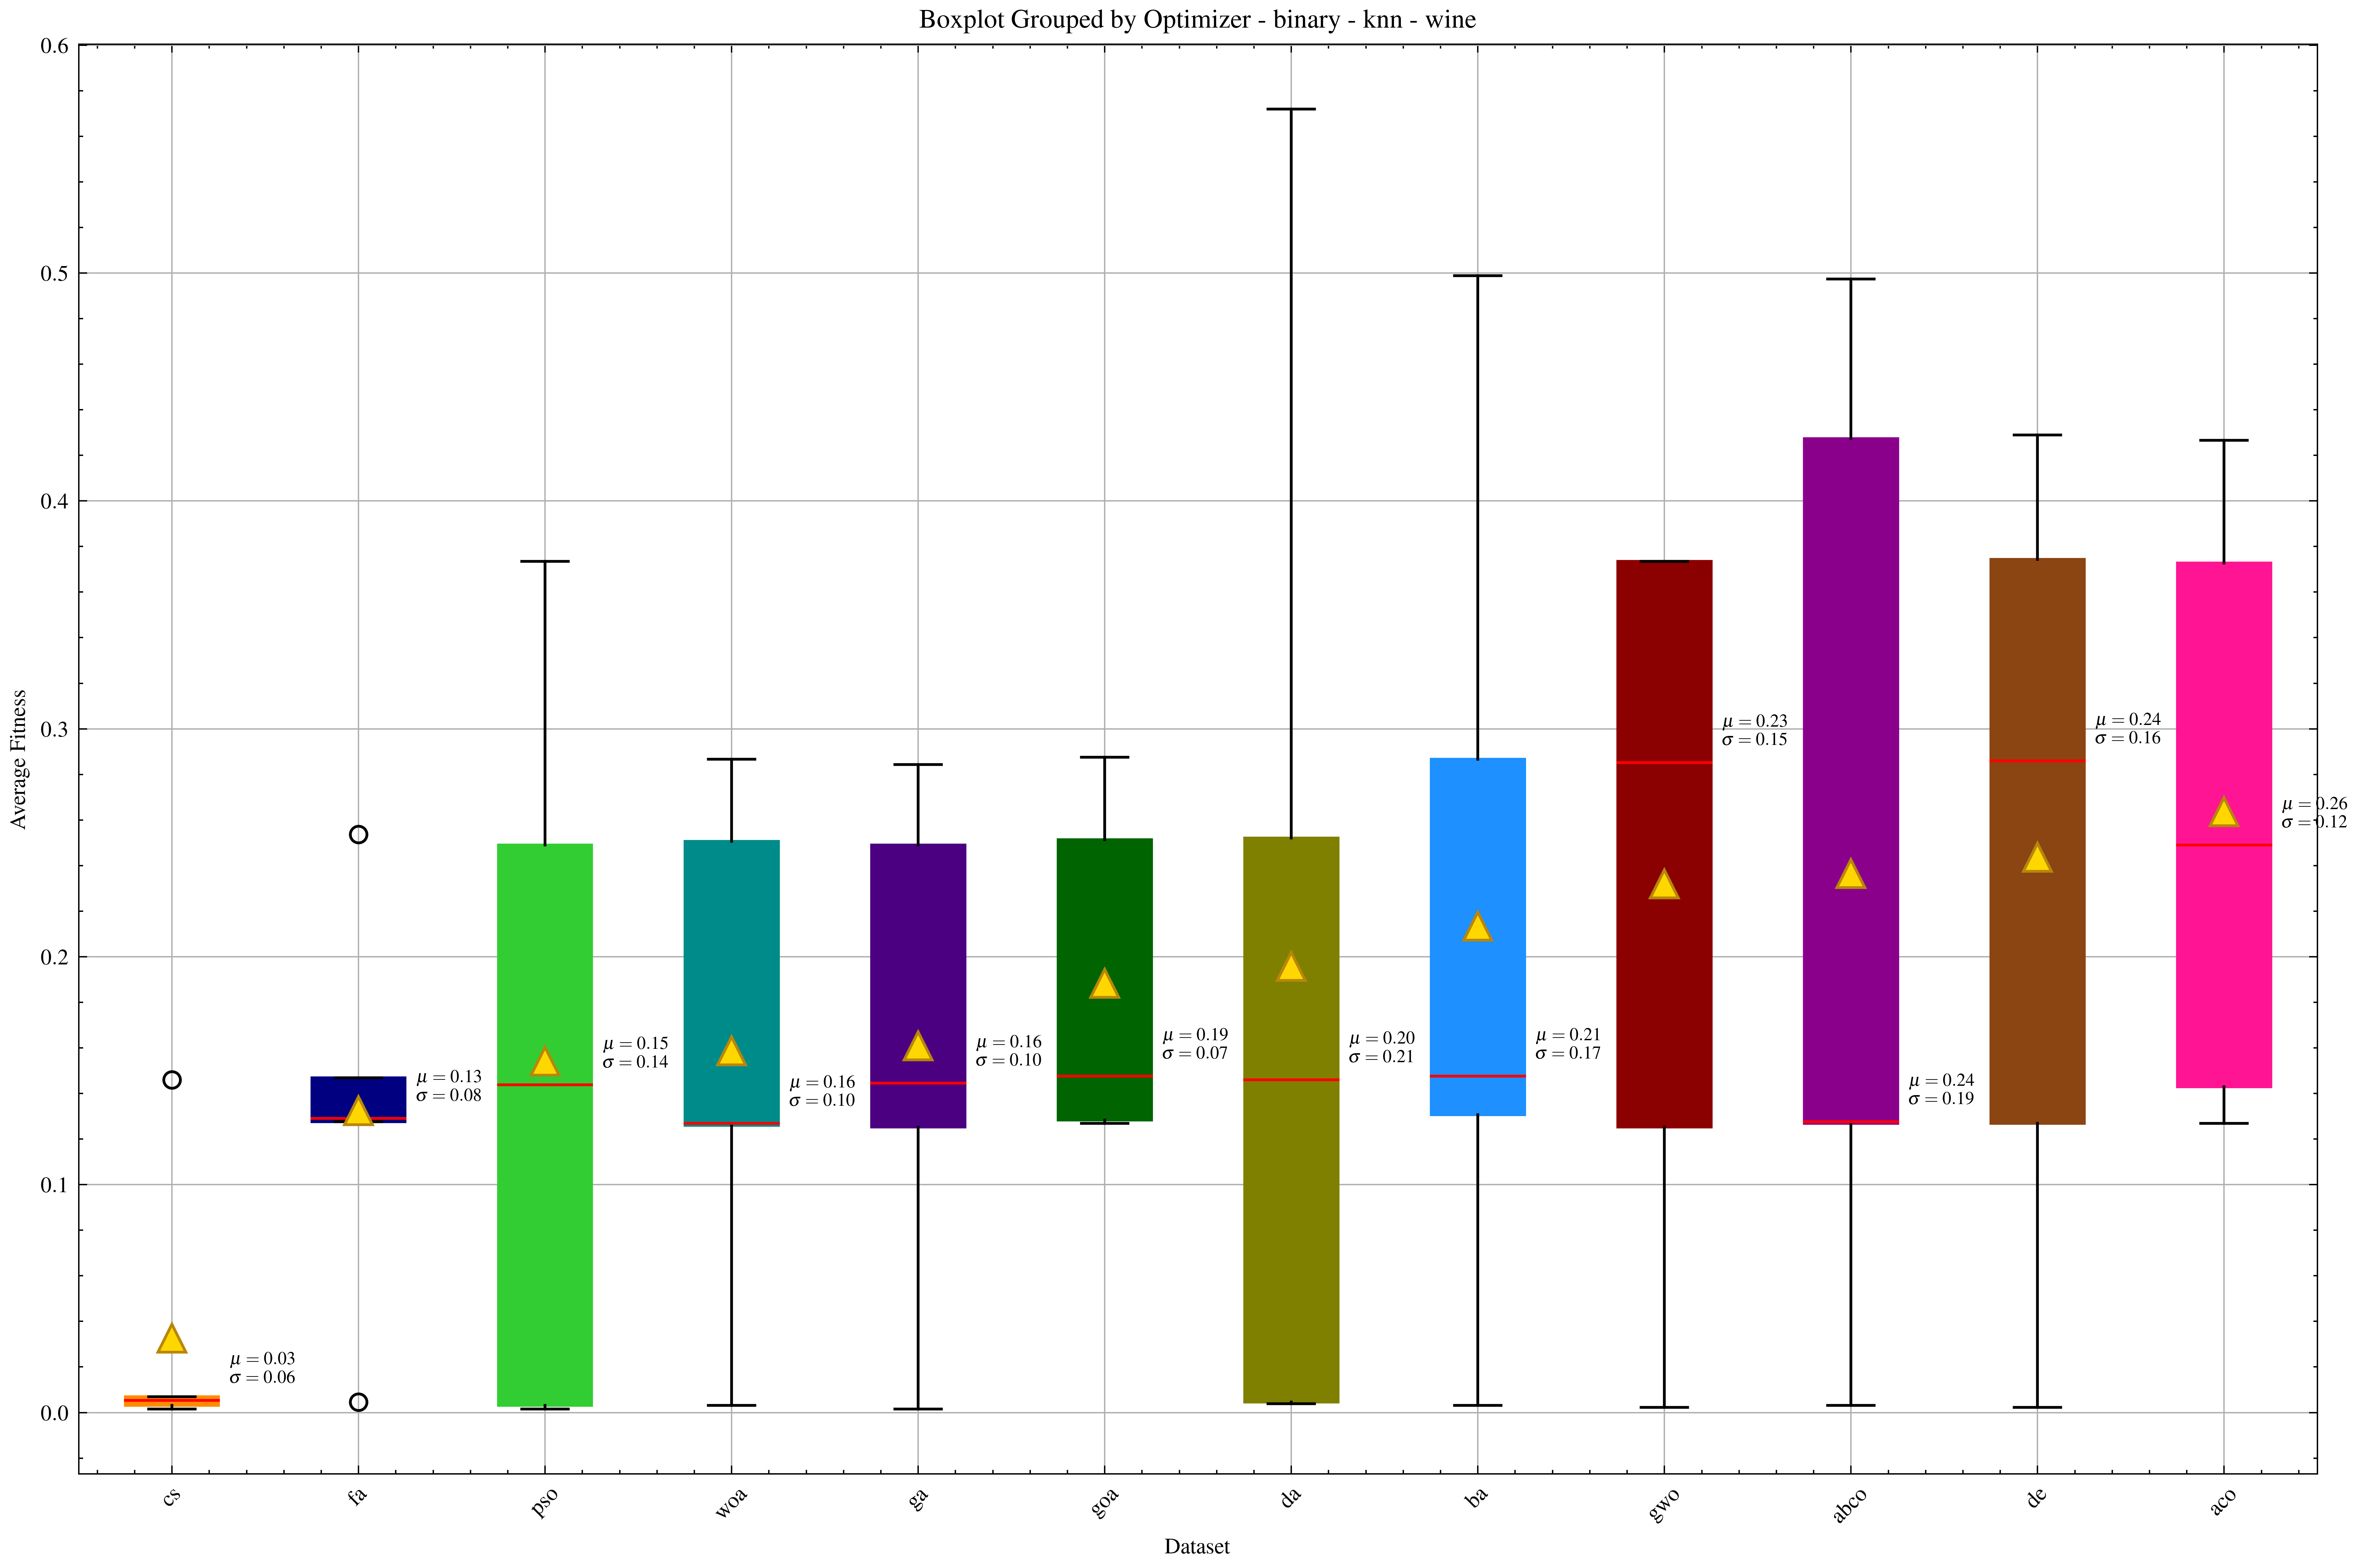 Boxplot Grouped by Optimizer - binary - knn - wine
Average Fitness
0.6
0.5
0.4
0.3
0.2
0.1
0.0
μ = 0.03
σ = 0.06
μ = 0.13
σ = 0.08
μ = 0.15
σ = 0.14
μ = 0.16
σ = 0.10
μ = 0.16
σ = 0.10
μ = 0.19
σ = 0.07
μ = 0.20
σ = 0.21
μ = 0.21
σ = 0.17
μ = 0.23
σ = 0.15
μ = 0.24
σ = 0.19
μ = 0.24
σ = 0.16
μ = 0.26
σ = 0.12
cs
fa
pso
woa
ga
goa
da
ba
gwo
abco
de
aco
Dataset